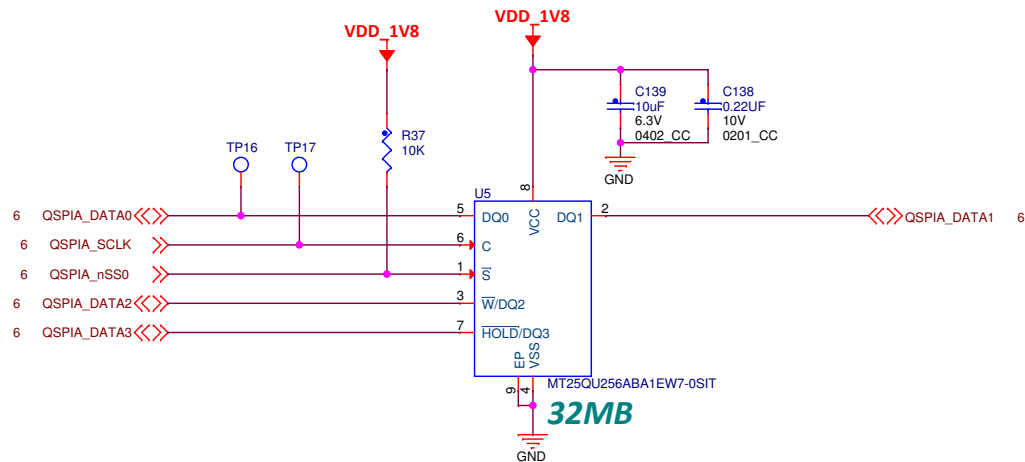 VDD_1V8
VDD_1V8
C139
10uF
6.3V
0402_CC
C138
0.22UF
10V
0201_CC
R37
10K
TP16
TP17
GND
U5
8
VCC
6 QSPIA_DATA0
5 DQ0
DQ1 2
QSPIA_DATA1 6
6 QSPIA_SCLK
6 C
6 QSPIA_nSS0
1 S
6 QSPIA_DATA2
3 W/DQ2
6 QSPIA_DATA3
7 HOLD/DQ3
EP
VSS
9
4
MT25QU256ABA1EW7-0SIT
32MB
GND